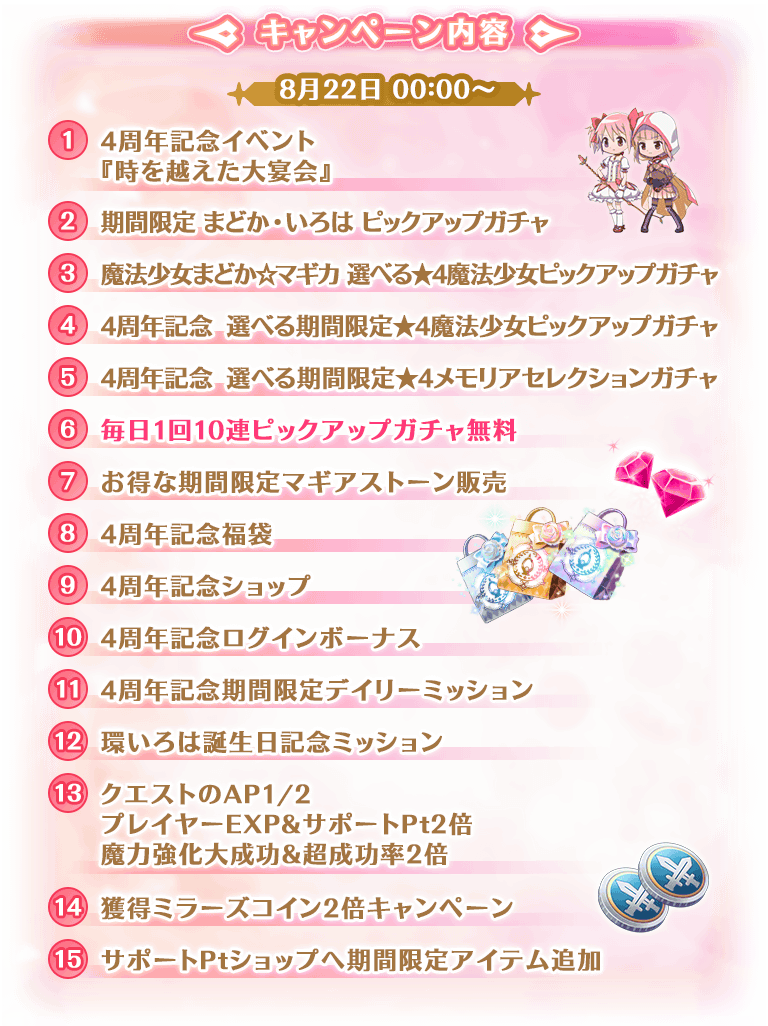 キャンペーン内容
8月22日 00:00～
1 4周年記念イベント
『時を越えた大宴会』
2 期間限定 まどか・いろは ピックアップガチャ
3 魔法少女まどか☆マギカ 選べる★4魔法少女ピックアップガチャ
4 4周年記念 選べる期間限定★4魔法少女ピックアップガチャ
5 4周年記念 選べる期間限定★4メモリアセレクションガチャ
6 毎日1回10連ピックアップガチャ無料
7 お得な期間限定マギアストーン販売
8 4周年記念福袋
9 4周年記念ショップ
10 4周年記念ログインボーナス
11 4周年記念期間限定デイリーミッション
12 環いろは誕生日記念ミッション
13 クエストのAP1/2
プレイヤーEXP&サポートPt2倍
魔力強化大成功&超成功率2倍
14 獲得ミラーズコイン2倍キャンペーン
15 サポートPtショップへ期間限定アイテム追加